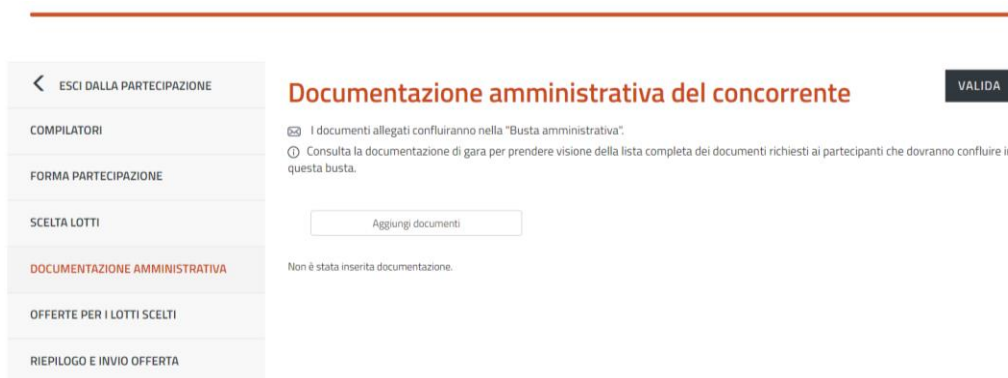 ESCI DALLA PARTECIPAZIONE
COMPILATORI
FORMA PARTECIPAZIONE
SCELTA LOTTI
DOCUMENTAZIONE AMMINISTRATIVA
OFFERTE PER I LOTTI SCELTI
RIEPILOGO E INVIO OFFERTA
Documentazione amministrativa del concorrente
VALIDA
I documenti allegati confluiranno nella "Busta amministrativa".
Consulta la documentazione di gara per prendere visione della lista completa dei documenti richiesti ai partecipanti che dovranno confluire
questa busta.
Aggiungi documenti
Non è stata inserita documentazione.